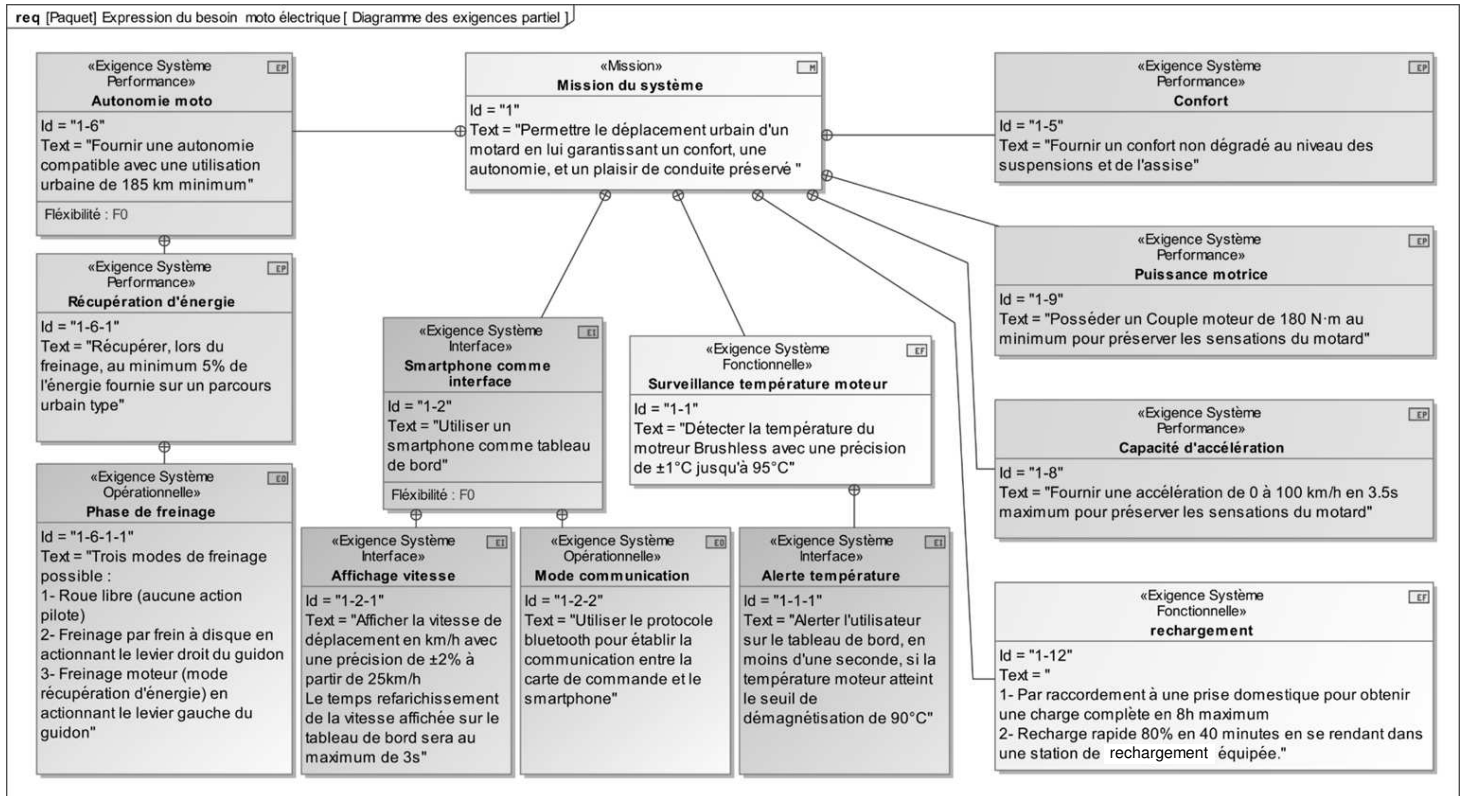 req [Paquet] Expression du besoin moto électrique [ Diagramme des exigences partiel ]
«Exigence Système
Performance»
EP
Autonomie moto
Id = "1-6"
Text = "Fournir une autonomie
compatible avec une utilisation
urbaine de 185 km minimum"
Fléxibilité : F0
«Exigence Système
Performance»
EP
Récupération d'énergie
Id = "1-6-1"
Text = "Récupérer, lors du
freinage, au minimum 5% de
l'énergie fournie sur un parcours
urbain type"
«Exigence Système
Opérationnelle»
EO
Phase de freinage
Id = "1-6-1-1"
Text = "Trois modes de freinage
possible :
1- Roue libre (aucune action
pilote)
2- Freinage par frein à disque en
actionnant le levier droit du guidon
3- Freinage moteur (mode
récupération d'énergie) en
actionnant le levier gauche du
guidon"
«Mission»
M
Mission du système
Id = "1"
Text = "Permettre le déplacement urbain d'un
motard en lui garantissant un confort, une
autonomie, et un plaisir de conduite préservé "
«Exigence Système
Interface»
EI
Smartphone comme
interface
Id = "1-2"
Text = "Utiliser un
smartphone comme tableau
de bord"
Fléxibilité : F0
«Exigence Système
Fonctionnelle»
EF
Surveillance température moteur
Id = "1-1"
Text = "Détecter la température du
motreur Brushless avec une précision
de ±1°C jusqu'à 95°C"
«Exigence Système
Interface»
EI
Affichage vitesse
Id = "1-2-1"
Text = "Afficher la vitesse de
déplacement en km/h avec
une précision de ±2% à
partir de 25km/h
Le temps refarichissement
de la vitesse affichée sur le
tableau de bord sera au
maximum de 3s"
«Exigence Système
Opérationnelle»
EO
Mode communication
Id = "1-2-2"
Text = "Utiliser le protocole
bluetooth pour établir la
communication entre la
carte de commande et le
smartphone"
«Exigence Système
Interface»
EI
Alerte température
Id = "1-1-1"
Text = "Alerter l'utilisateur
sur le tableau de bord, en
moins d'une seconde, si la
température moteur atteint
le seuil de
démagnétisation de 90°C"
«Exigence Système
Performance»
EP
Confort
Id = "1-5"
Text = "Fournir un confort non dégradé au niveau des
suspensions et de l'assise"
«Exigence Système
Performance»
EP
Puissance motrice
Id = "1-9"
Text = "Posséder un Couple moteur de 180 N·m au
minimum pour préserver les sensations du motard"
«Exigence Système
Performance»
EP
Capacité d'accélération
Id = "1-8"
Text = "Fournir une accélération de 0 à 100 km/h en 3.5s
maximum pour préserver les sensations du motard"
«Exigence Système
Fonctionnelle»
EF
rechargement
Id = "1-12"
Text = "
1- Par raccordement à une prise domestique pour obtenir
une charge complète en 8h maximum
2- Recharge rapide 80% en 40 minutes en se rendant dans
une station de rechargement équipée."